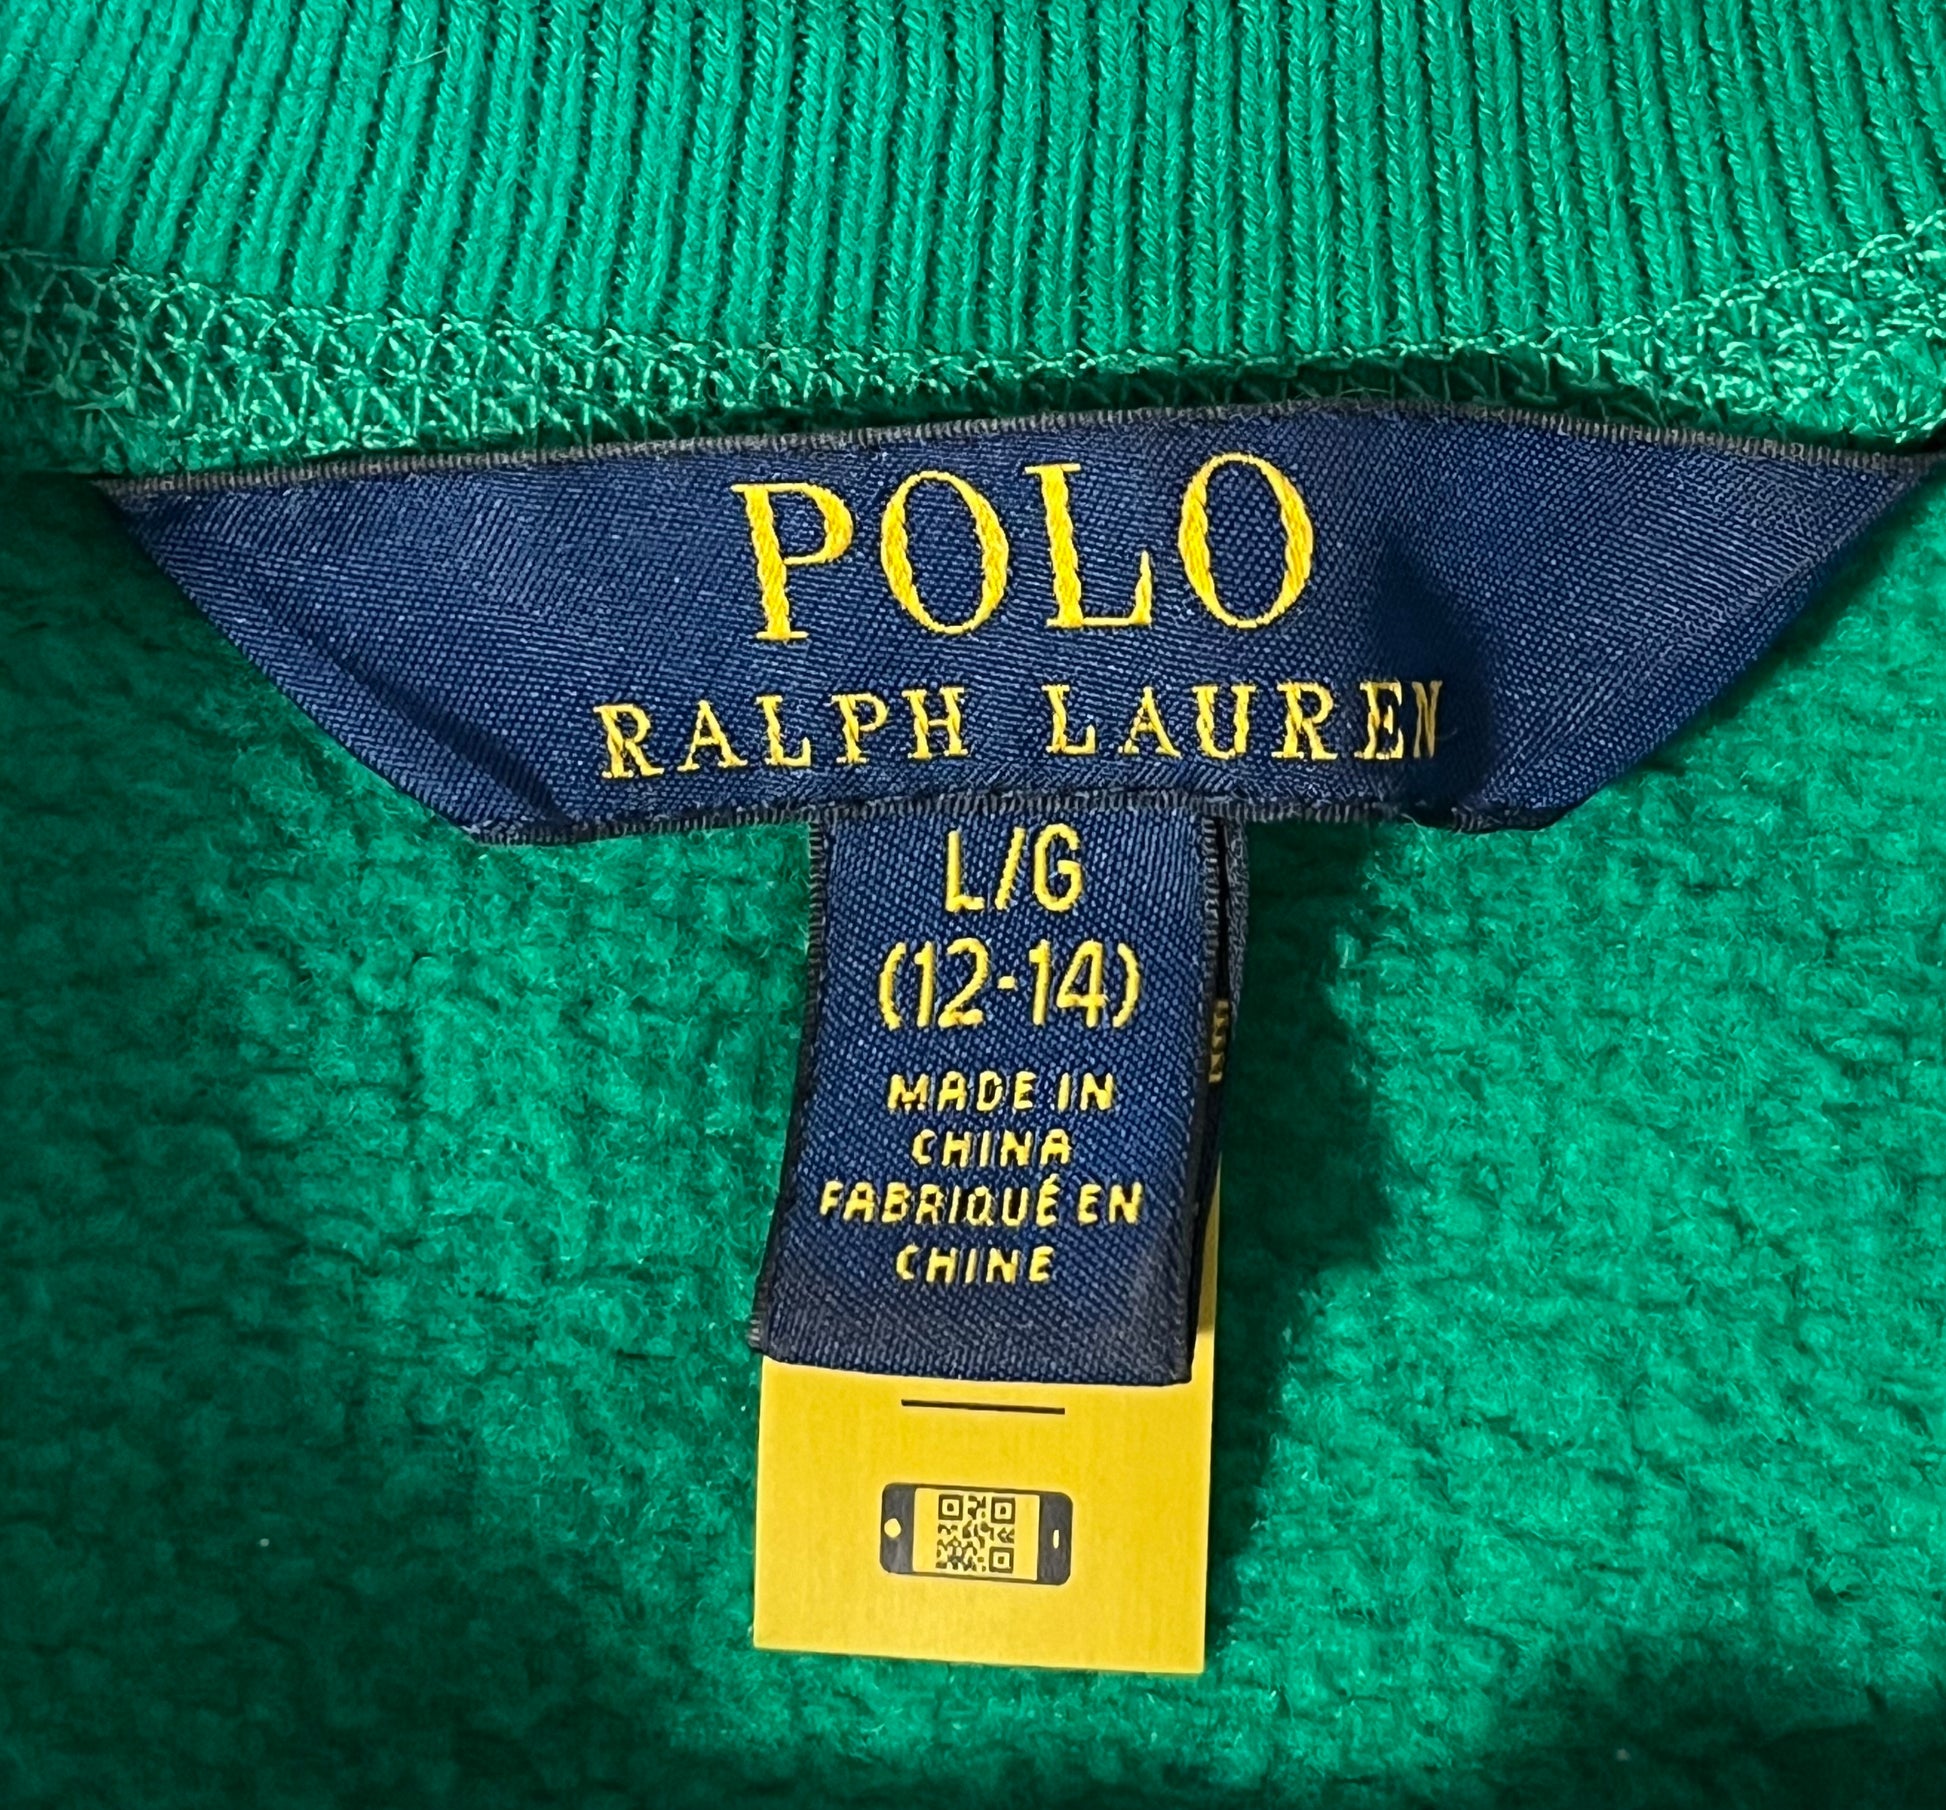 POLO
RALPH LAUREN
L/G
(12-14)
MADE IN
CHINA
FABRIQUÉ EN
CHINE